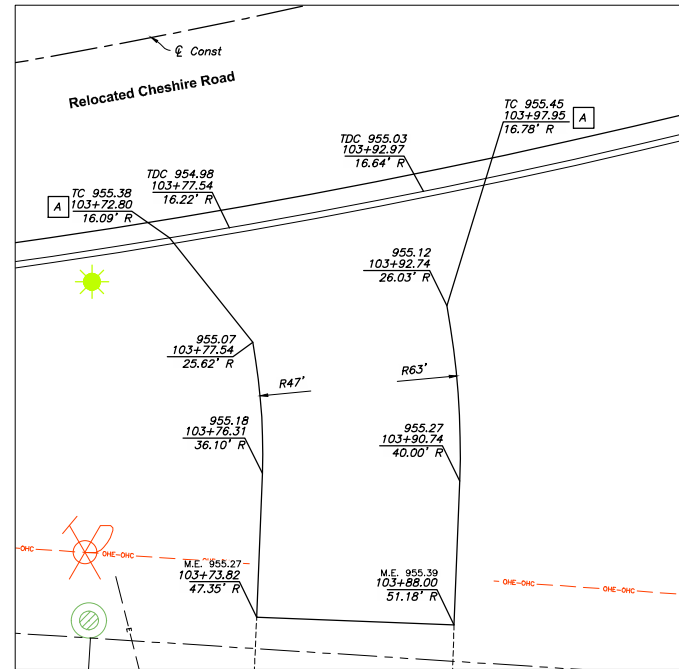 ℄ Const
Relocated Cheshire Road
TC 955.45
103+97.95
16.78' R
A
TDC 955.03
103+92.97
16.64' R
TDC 954.98
103+77.54
16.22' R
TC 955.38
103+72.80
16.09' R
A
955.12
103+92.74
26.03' R
955.07
103+77.54
25.62' R
R47'
R63'
955.18
103+76.31
36.10' R
955.27
103+90.74
40.00' R
OHC
OHE-OHC
M.E. 955.27
103+73.82
47.35' R
M.E. 955.39
103+88.00
51.18' R
OHE-OHC
OHE-OHC
E